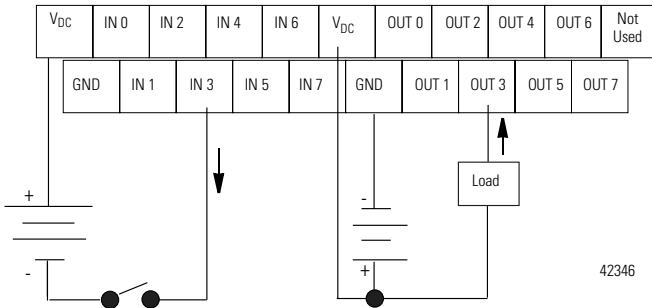 VDC IN 0 IN 2 IN 4 IN 6 VDC OUT 0 OUT 2 OUT 4 OUT 6 Not Used
GND IN 1 IN 3 IN 5 IN 7 GND OUT 1 OUT 3 OUT 5 OUT 7
Load
+
-
-
+
42346